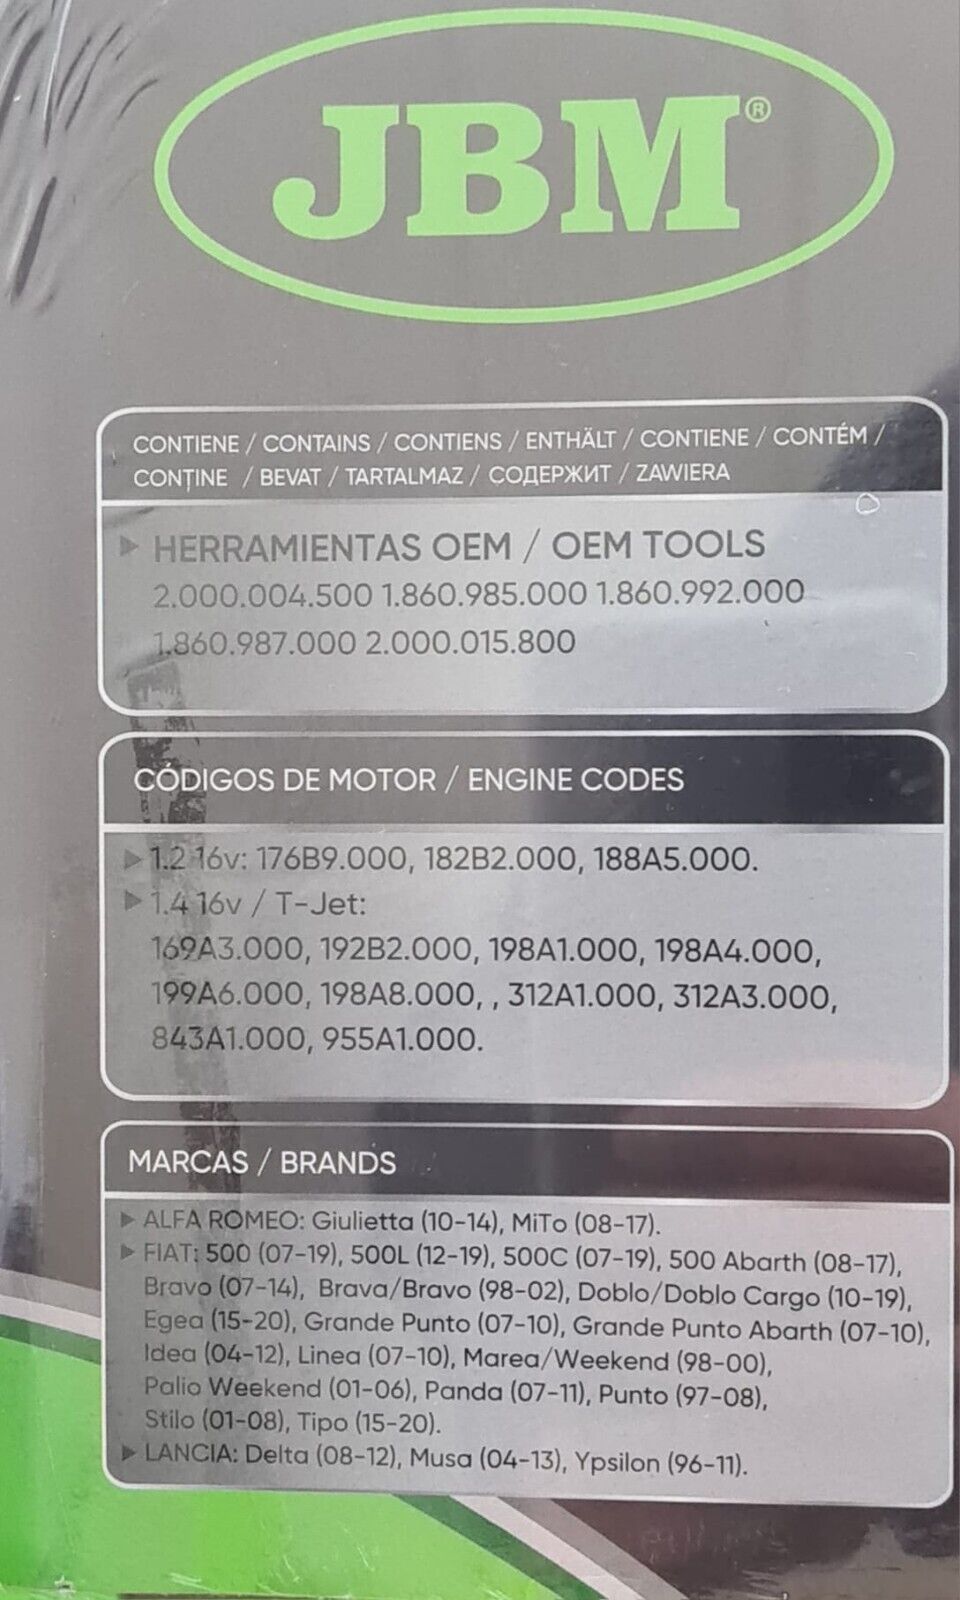 JBM®
CONTIENE / CONTAINS / CONTIENS / ENTHÄLT / CONTIENE / CONTÉM /
CONȚINE / BEVAT / TARTALMAZ / СОДЕРЖИТ / ZAWIERA
HERRAMIENTAS OEM / OEM TOOLS
2.000.004.500 1.860.985.000 1.860.992.000
1.860.987.000 2.000.015.800
CÓDIGOS DE MOTOR / ENGINE CODES
1.2 16v: 176B9.000, 182B2.000, 188A5.000.
1.4 16v / T-Jet:
169A3.000, 192B2.000, 198A1.000, 198A4.000,
199A6.000, 198A8.000, , 312A1.000, 312A3.000,
843A1.000, 955A1.000.
MARCAS / BRANDS
ALFA ROMEO: Giulietta (10-14), MiTo (08-17).
FIAT: 500 (07-19), 500L (12-19), 500C (07-19), 500 Abarth (08-17),
Bravo (07-14), Brava/Bravo (98-02), Doblo/Doblo Cargo (10-19),
Egea (15-20), Grande Punto (07-10), Grande Punto Abarth (07-10),
Idea (04-12), Linea (07-10), Marea/Weekend (98-00),
Palio Weekend (01-06), Panda (07-11), Punto (97-08),
Stilo (01-08), Tipo (15-20).
LANCIA: Delta (08-12), Musa (04-13), Ypsilon (96-11).